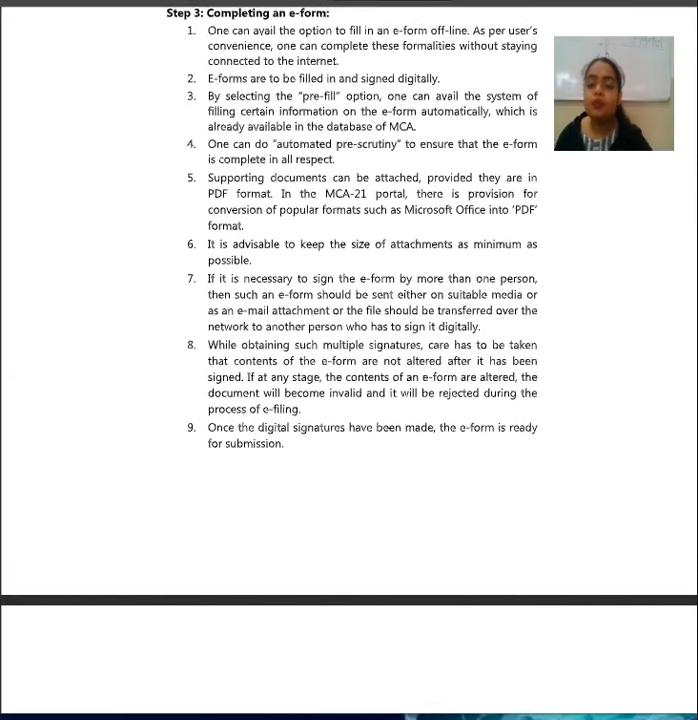 Step 3: Completing an e-form:
1. One can avail the option to fill in an e-form off-line. As per user's
convenience, one can complete these formalities without staying
connected to the internet.
2. E-forms are to be filled in and signed digitally.
3. By selecting the "pre-fill" option, one can avail the system of
filling certain information on the e-form automatically, which is
already available in the database of MCA.
4. One can do "automated pre-scrutiny" to ensure that the e-form
is complete in all respect.
5. Supporting documents can be attached, provided they are in
PDF format. In the MCA-21 portal, there is provision for
conversion of popular formats such as Microsoft Office into 'PDF'
format.
6. It is advisable to keep the size of attachments as minimum as
possible.
7. If it is necessary to sign the e-form by more than one person,
then such an e-form should be sent either on suitable media or
as an e-mail attachment or the file should be transferred over the
network to another person who has to sign it digitally.
8. While obtaining such multiple signatures, care has to be taken
that contents of the e-form are not altered after it has been
signed. If at any stage, the contents of an e-form are altered, the
document will become invalid and it will be rejected during the
process of e-filing.
9. Once the digital signatures have been made, the e-form is ready
for submission.